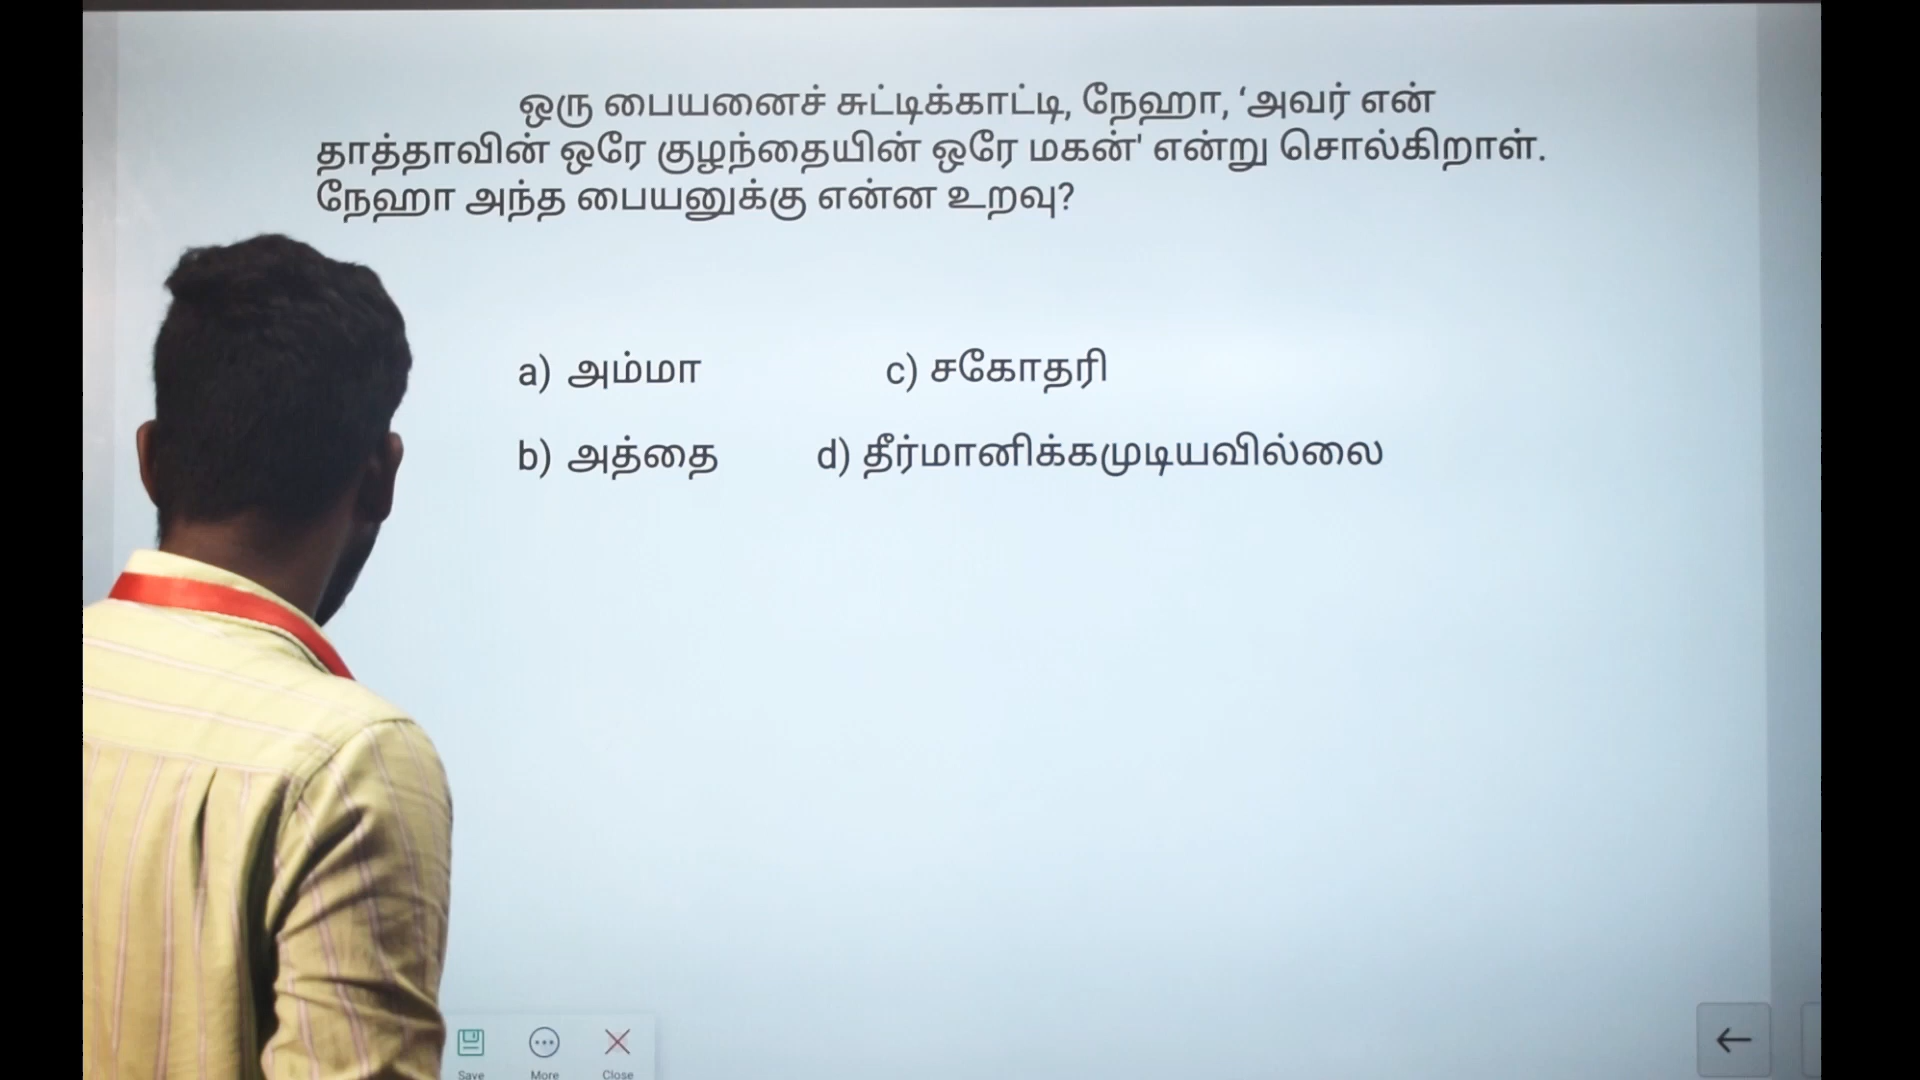 ஒரு பையனைச் சுட்டிக்காட்டி, நேஹா, ‘அவர் என்
தாத்தாவின் ஒரே குழந்தையின் ஒரே மகன்' என்று சொல்கிறாள்.
நேஹா அந்த பையனுக்கு என்ன உறவு?
a) அம்மா c) சகோதரி
b) அத்தை d) தீர்மானிக்கமுடியவில்லை
Save More Close